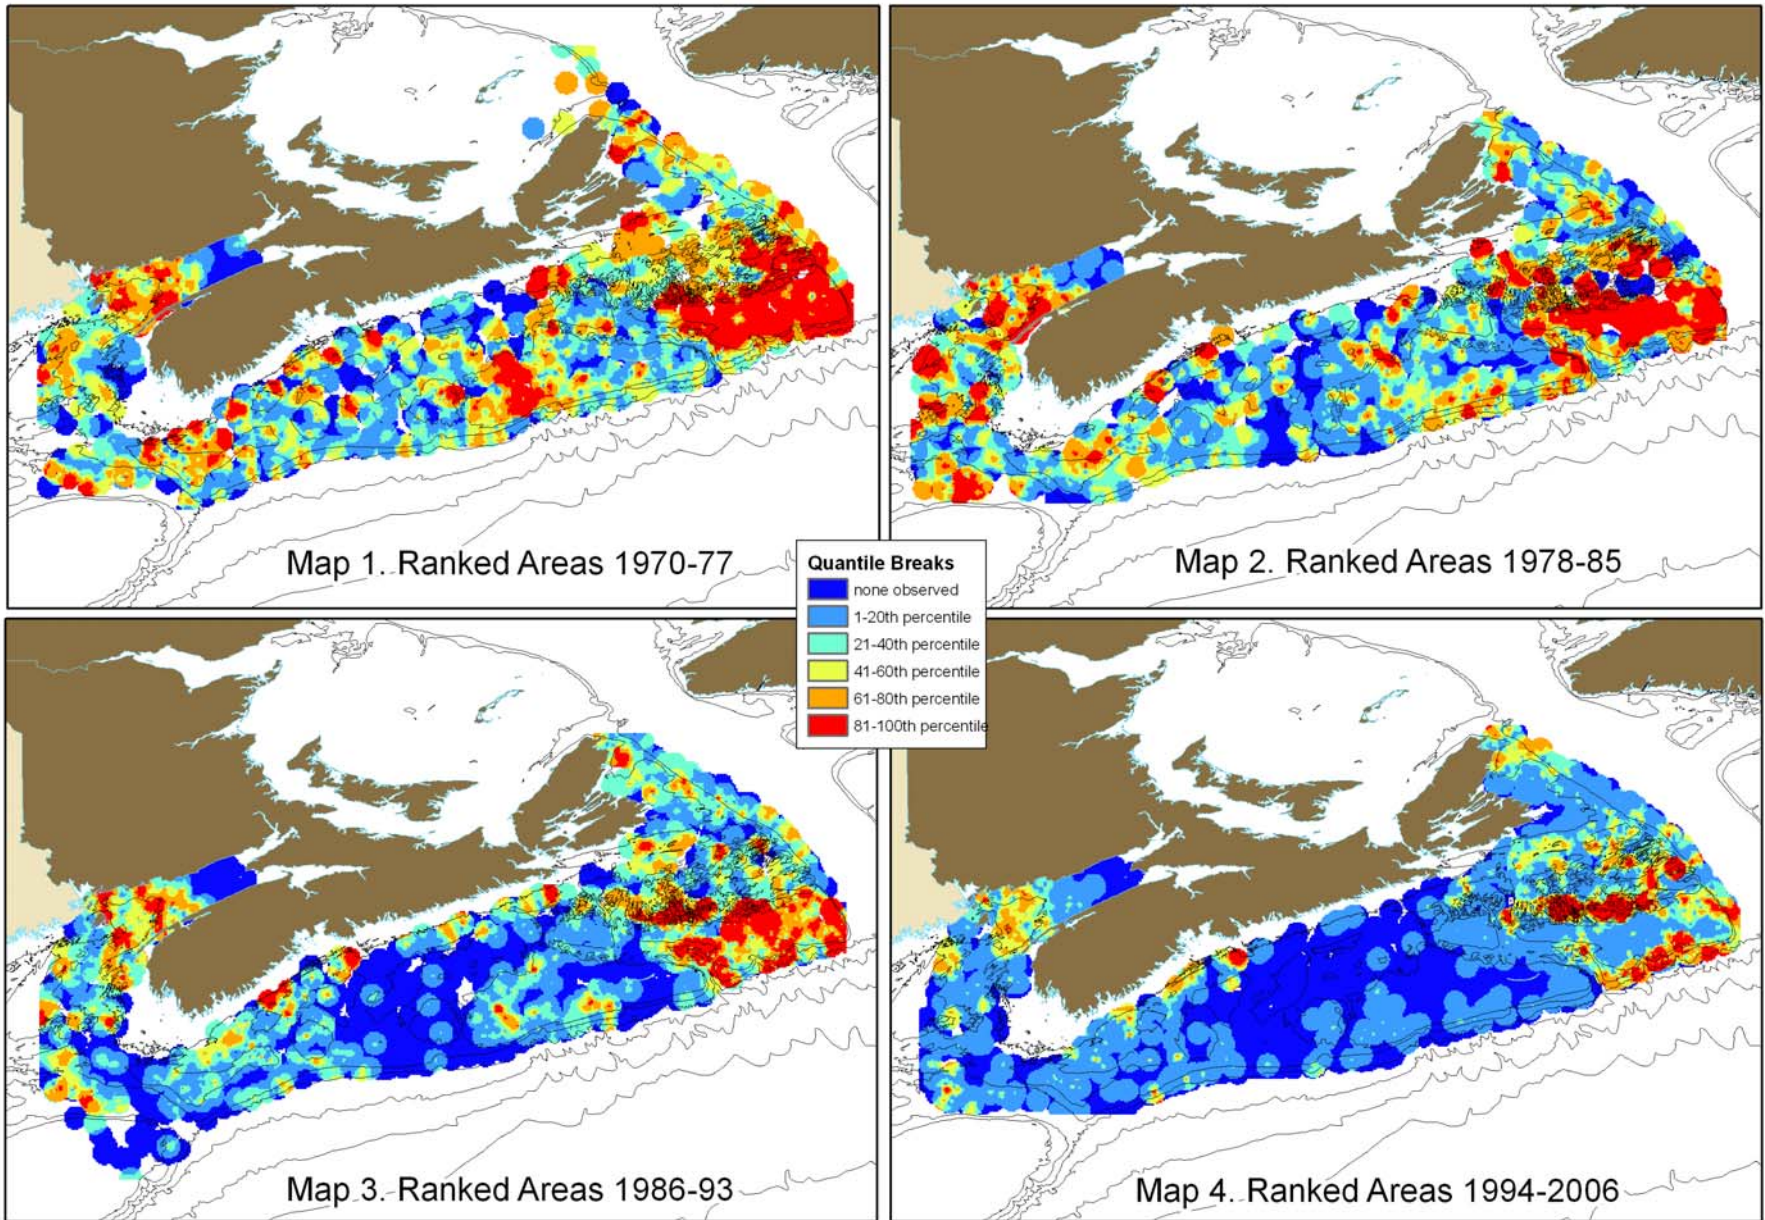 Map 1. Ranked Areas 1970-77
Map 2. Ranked Areas 1978-85
Quantile Breaks
none observed
1-20th percentile
21-40th percentile
41-60th percentile
61-80th percentile
81-100th percentile
Map 3. Ranked Areas 1986-93
Map 4. Ranked Areas 1994-2006